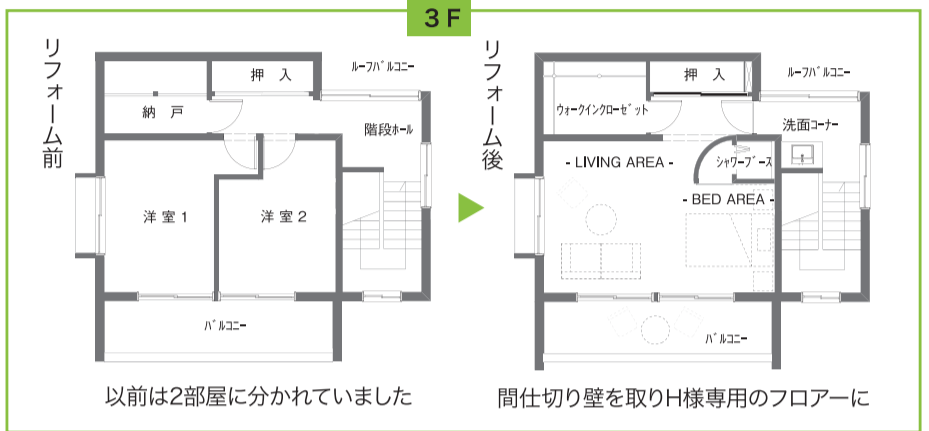 3F
リフォーム前
押 入
ルーフバルコニー
納 戸
階段ホール
洋 室 1
洋 室 2
バルコニー
以前は2部屋に分かれていました
リフォーム後
押 入
ルーフバルコニー
ウォークインクローゼット
洗面コーナー
- LIVING AREA -
シャワーブース
- BED AREA -
バルコニー
間仕切り壁を取りH様専用のフロアーに